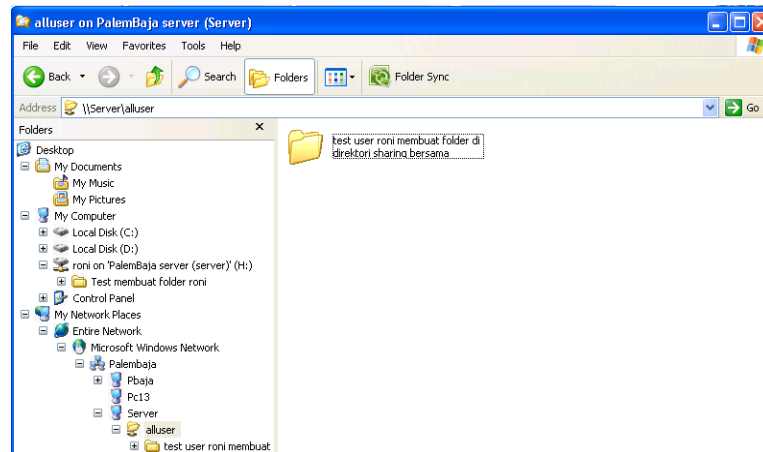 alluser on PalemBaja server (Server)
File Edit View Favorites Tools Help
Back Search Folders Folder Sync
Address \\Server\alluser Go
Folders x
Desktop
My Documents
My Music
My Pictures
My Computer
Local Disk (C:)
Local Disk (D:)
roni on 'PalemBaja server (server)' (H:)
Test membuat folder roni
Control Panel
My Network Places
Entire Network
Microsoft Windows Network
Palembaja
Pbaja
Pc13
Server
alluser
test user roni membuat
test user roni membuat folder di
direktori sharing bersama